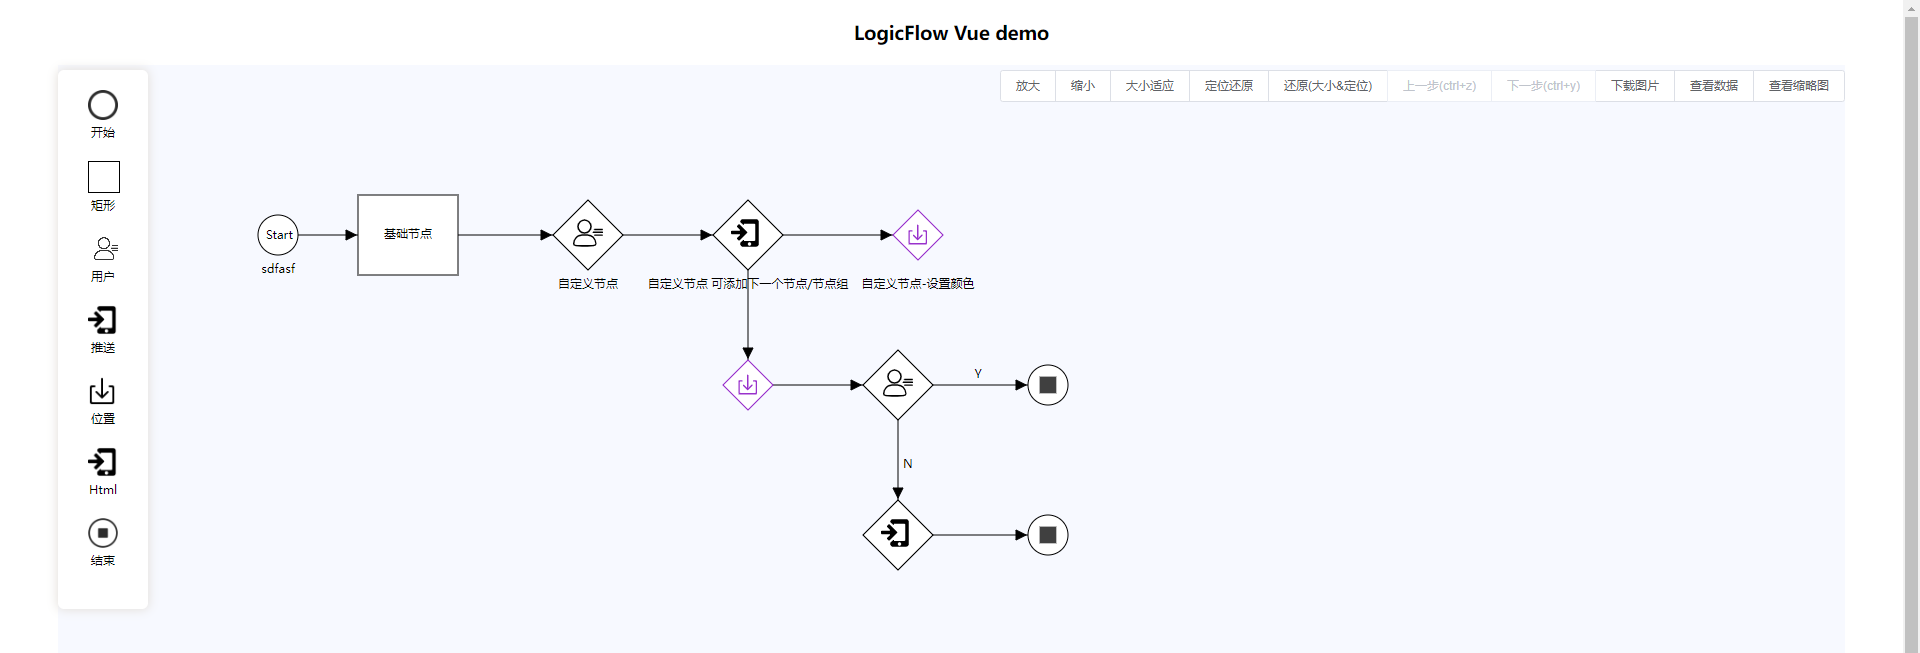 LogicFlow Vue demo
放大 缩小 大小适应 定位还原 还原(大小&定位) 上一步(ctrl+z) 下一步(ctrl+y) 下载图片 查看数据 查看缩略图
开始
矩形
用户
推送
位置
Html
结束
Start
sdfasf
基础节点
自定义节点
自定义节点 可添加下一个节点/节点组
自定义节点-设置颜色
Y
N